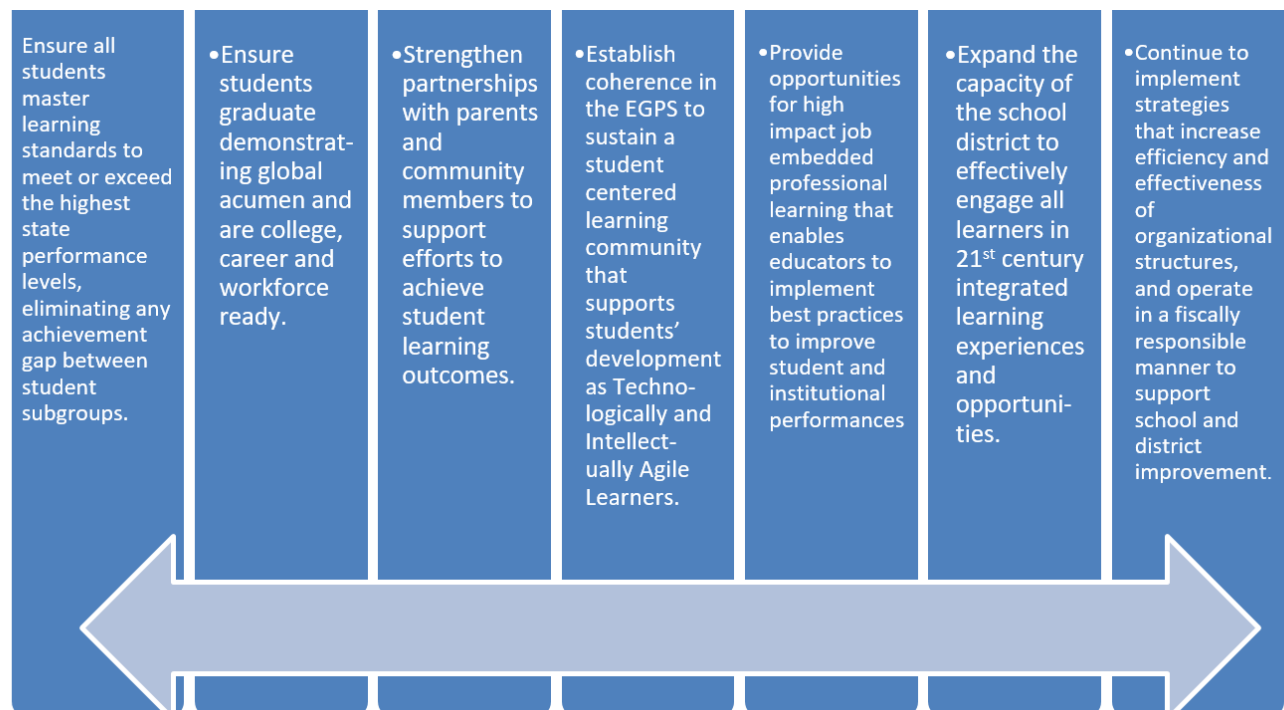 Ensure all
students
master
learning
standards to
meet or exceed
the highest
state
performance
levels,
eliminating any
achievement
gap between
student
subgroups.
•Ensure
students
graduate
demonstrat-
ing global
acumen and
are college,
career and
workforce
ready.
•Strengthen
partnerships
with parents
and
community
members to
support
efforts to
achieve
student
learning
outcomes.
•Establish
coherence in
the EGPS to
sustain a
student
centered
learning
community
that
supports
students’
development
as Techno-
logically and
Intellect-
ually Agile
Learners.
•Provide
opportunities
for high
impact job
embedded
professional
learning that
enables
educators to
implement
best practices
to improve
student and
institutional
performances
•Expand the
capacity of
the school
district to
effectively
engage all
learners in
21st century
integrated
learning
experiences
and
opportuni-
ties.
•Continue to
implement
strategies
that increase
efficiency and
effectiveness
of
organizational
structures,
and operate
in a fiscally
responsible
manner to
support
school and
district
improvement.